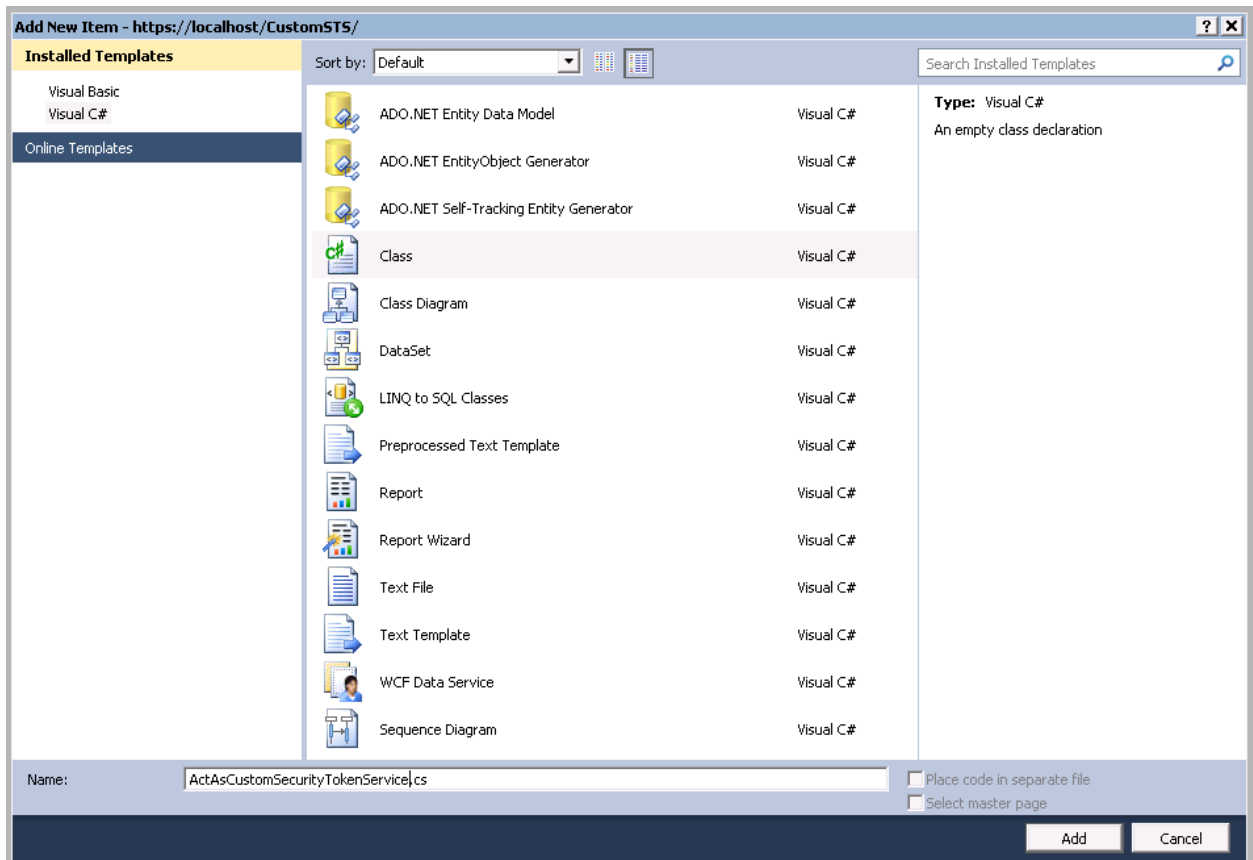 Add New Item - https://localhost/CustomSTS/
? X
Installed Templates
Visual Basic
Visual C#
Online Templates
Sort by: Default
Search Installed Templates
ADO.NET Entity Data Model Visual C#
ADO.NET EntityObject Generator Visual C#
ADO.NET Self-Tracking Entity Generator Visual C#
C# Class Visual C#
Class Diagram Visual C#
DataSet Visual C#
LINQ to SQL Classes Visual C#
Preprocessed Text Template Visual C#
Report Visual C#
Report Wizard Visual C#
Text File Visual C#
Text Template Visual C#
WCF Data Service Visual C#
Sequence Diagram Visual C#
Type: Visual C#
An empty class declaration
Name: ActAsCustomSecurityTokenService.cs
Place code in separate file
Select master page
Add Cancel